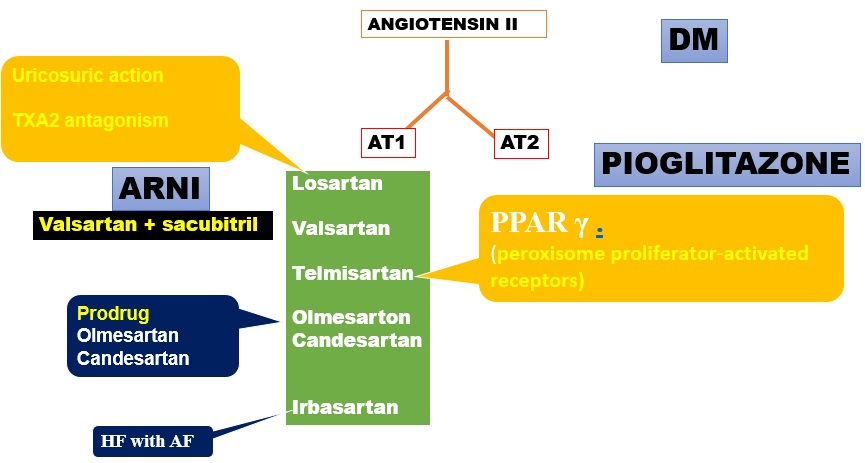 ANGIOTENSIN II
DM
Uricosuric action
TXA2 antagonism
AT1
AT2
PIOGLITAZONE
ARNI
Valsartan + sacubitril
Losartan
Valsartan
Telmisartan
Olmesarton
Candesartan
Irbasartan
PPAR γ .
(peroxisome proliferator-activated
receptors)
Prodrug
Olmesartan
Candesartan
HF with AF